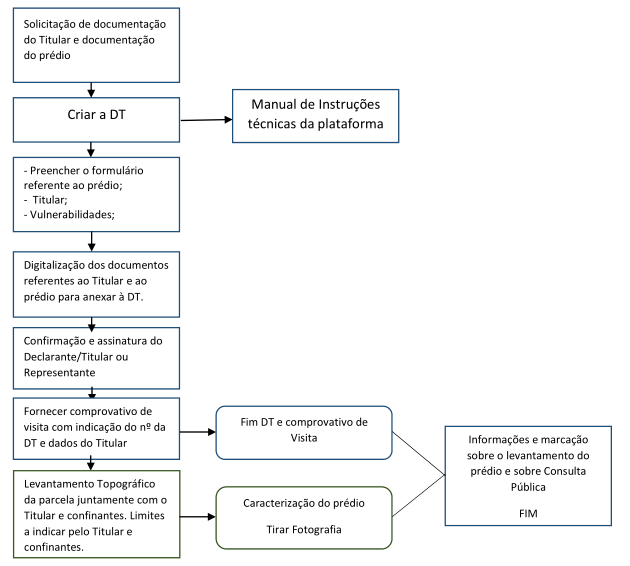 Solicitação de documentação
do Titular e documentação
do prédio
Criar a DT
Manual de Instruções
técnicas da plataforma
- Preencher o formulário
referente ao prédio;
- Titular;
- Vulnerabilidades;
Digitalização dos documentos
referentes ao Titular e ao
prédio para anexar à DT.
Confirmação e assinatura do
Declarante/Titular ou
Representante
Fornecer comprovativo de
visita com indicação do nº da
DT e dados do Titular
Fim DT e comprovativo de
Visita
Informações e marcação
sobre o levantamento do
prédio e sobre Consulta
Pública
FIM
Levantamento Topográfico
da parcela juntamente com o
Titular e confinantes. Limites
a indicar pelo Titular e
confinantes.
Caracterização do prédio
Tirar Fotografia